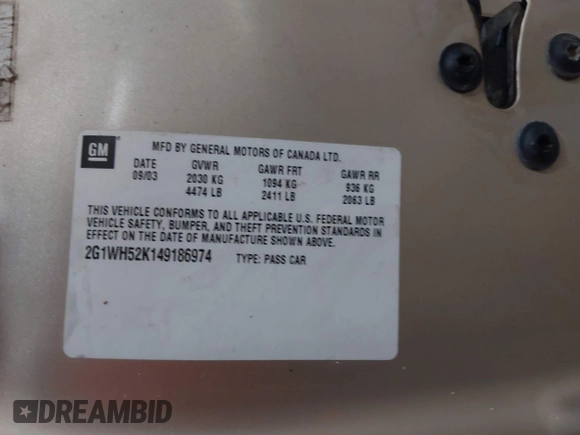 GM
MFD BY GENERAL MOTORS OF CANADA LTD.
DATE GVWR GAWR FRT GAWR RR
09/03 2030 KG 1094 KG 936 KG
4474 LB 2411 LB 2063 LB
THIS VEHICLE CONFORMS TO ALL APPLICABLE U.S. FEDERAL MOTOR
VEHICLE SAFETY, BUMPER, AND THEFT PREVENTION STANDARDS IN
EFFECT ON THE DATE OF MANUFACTURE SHOWN ABOVE.
2G1WH52K149186974 TYPE: PASS CAR
DREAMBID